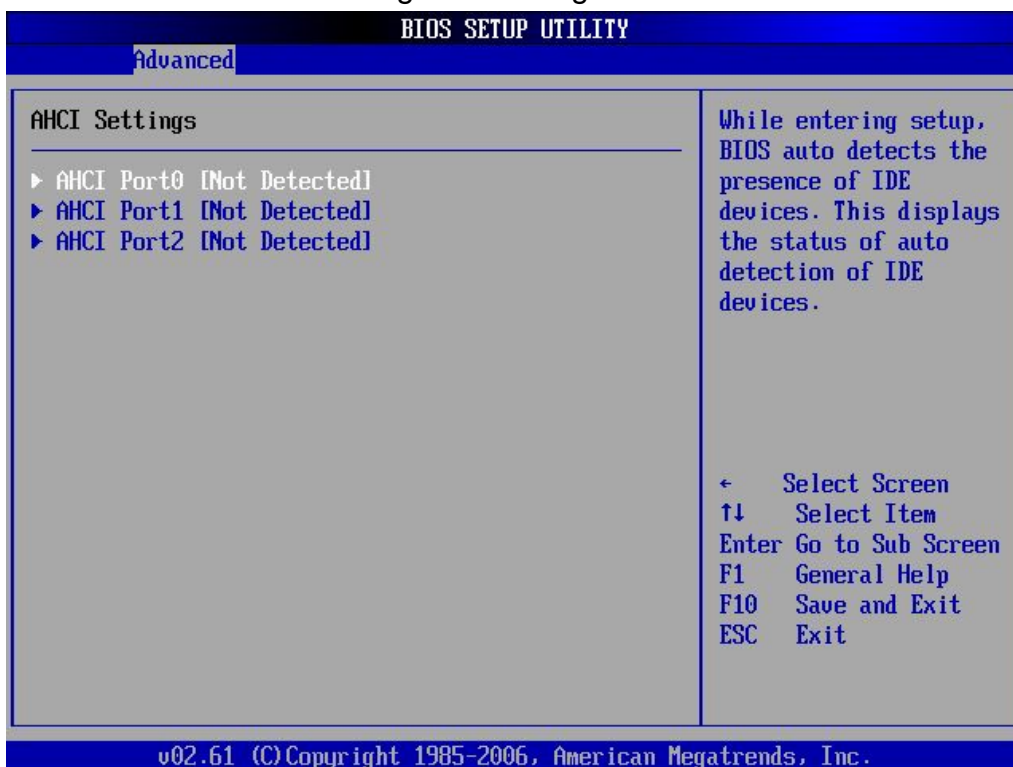 BIOS SETUP UTILITY
Advanced
AHCI Settings
▶ AHCI Port0 [Not Detected]
▶ AHCI Port1 [Not Detected]
▶ AHCI Port2 [Not Detected]
While entering setup,
BIOS auto detects the
presence of IDE
devices. This displays
the status of auto
detection of IDE
devices.
← Select Screen
↑↓ Select Item
Enter Go to Sub Screen
F1 General Help
F10 Save and Exit
ESC Exit
v02.61 (C)Copyright 1985-2006, American Megatrends, Inc.